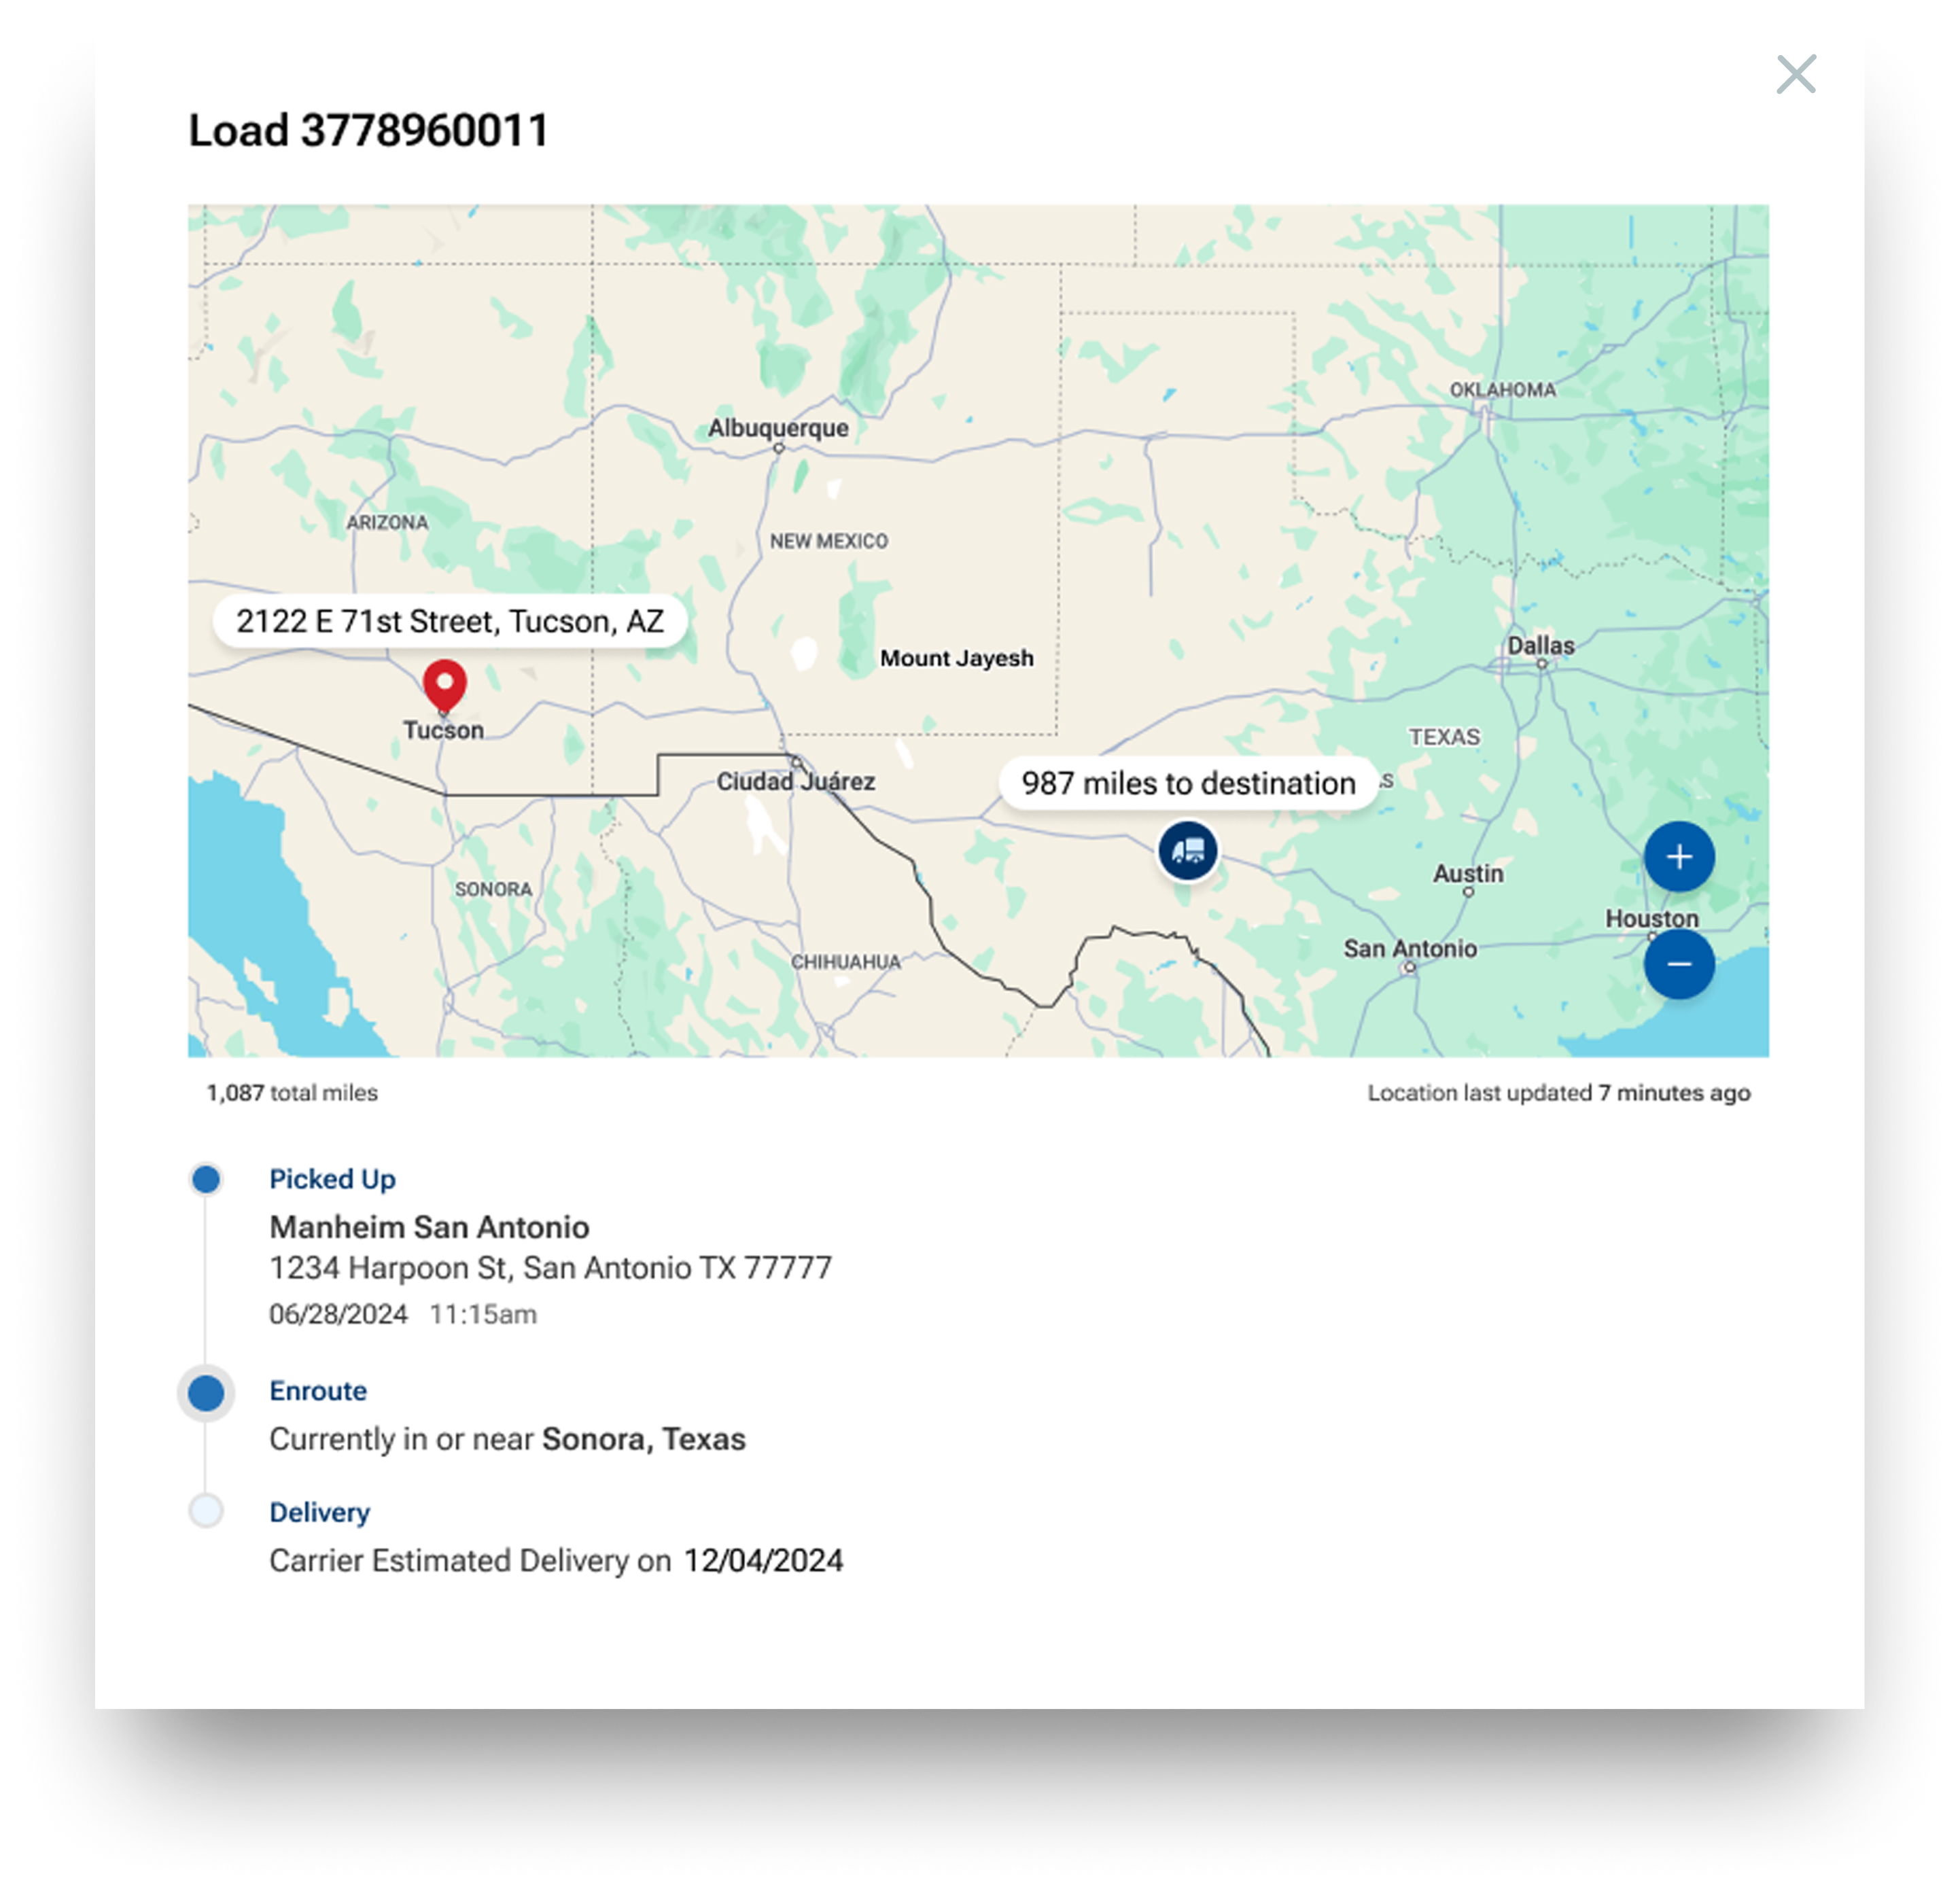 Load 3778960011
OKLAHOMA
Albuquerque
ARIZONA
NEW MEXICO
2122 E 71st Street, Tucson, AZ
Dallas
Mount Jayesh
Tucson
TEXAS
Ciudad Juárez
987 miles to destination
Austin
SONORA
Houston
San Antonio
CHIHUAHUA
1,087 total miles
Location last updated 7 minutes ago
Picked Up
Manheim San Antonio
1234 Harpoon St, San Antonio TX 77777
06/28/2024 11:15am
Enroute
Currently in or near Sonora, Texas
Delivery
Carrier Estimated Delivery on 12/04/2024